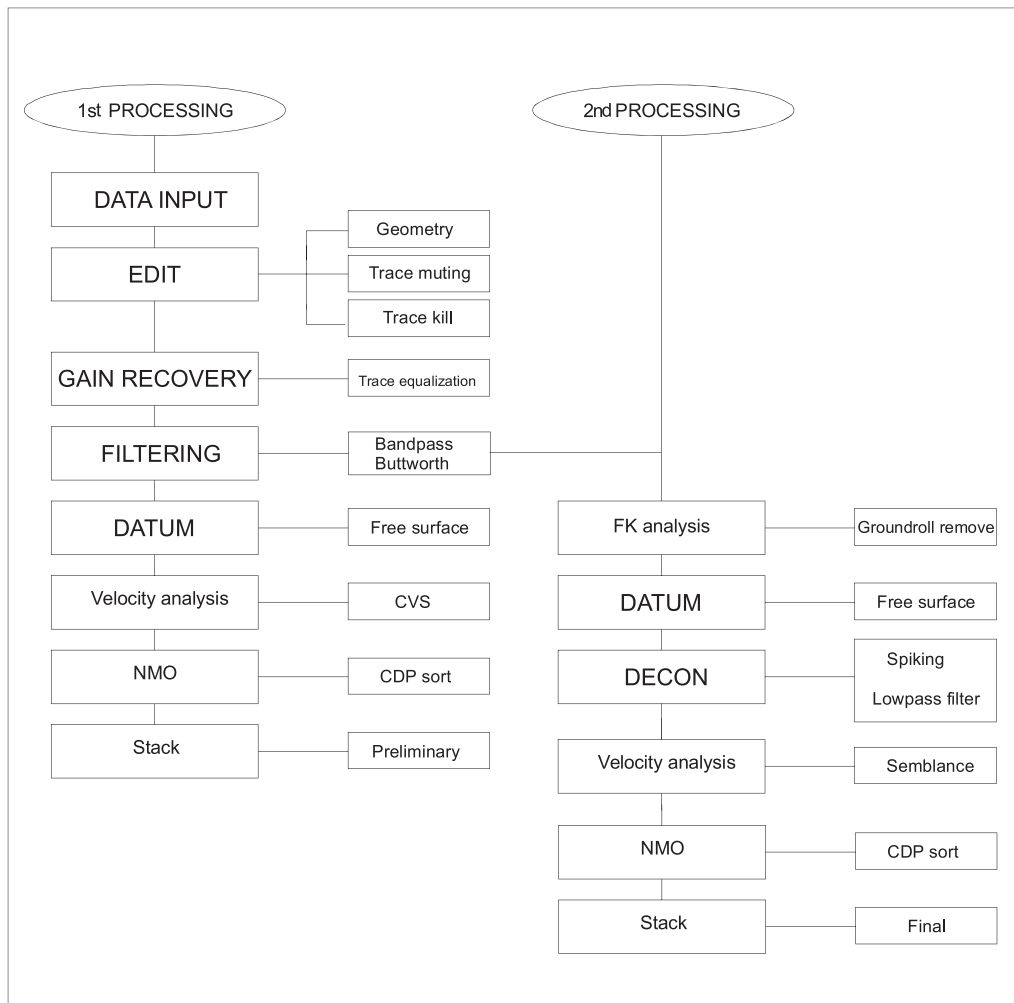 1st PROCESSING
DATA INPUT
EDIT
Geometry
Trace muting
Trace kill
GAIN RECOVERY
Trace equalization
FILTERING
Bandpass
Buttworth
DATUM
Free surface
Velocity analysis
CVS
NMO
CDP sort
Stack
Preliminary
2nd PROCESSING
FK analysis
Groundroll remove
DATUM
Free surface
DECON
Spiking
Lowpass filter
Velocity analysis
Semblance
NMO
CDP sort
Stack
Final